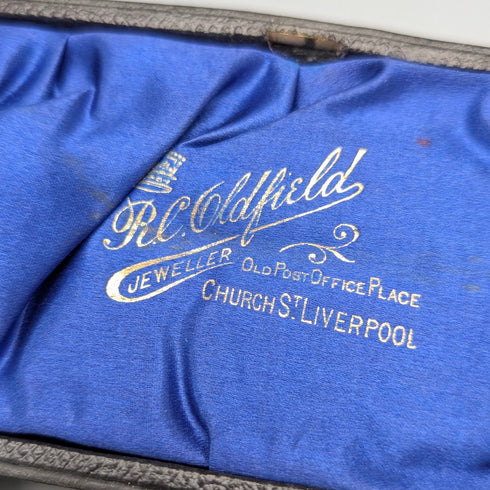 R.C. Oldfield
JEWELLER OLD POST OFFICE PLACE
CHURCH ST. LIVERPOOL